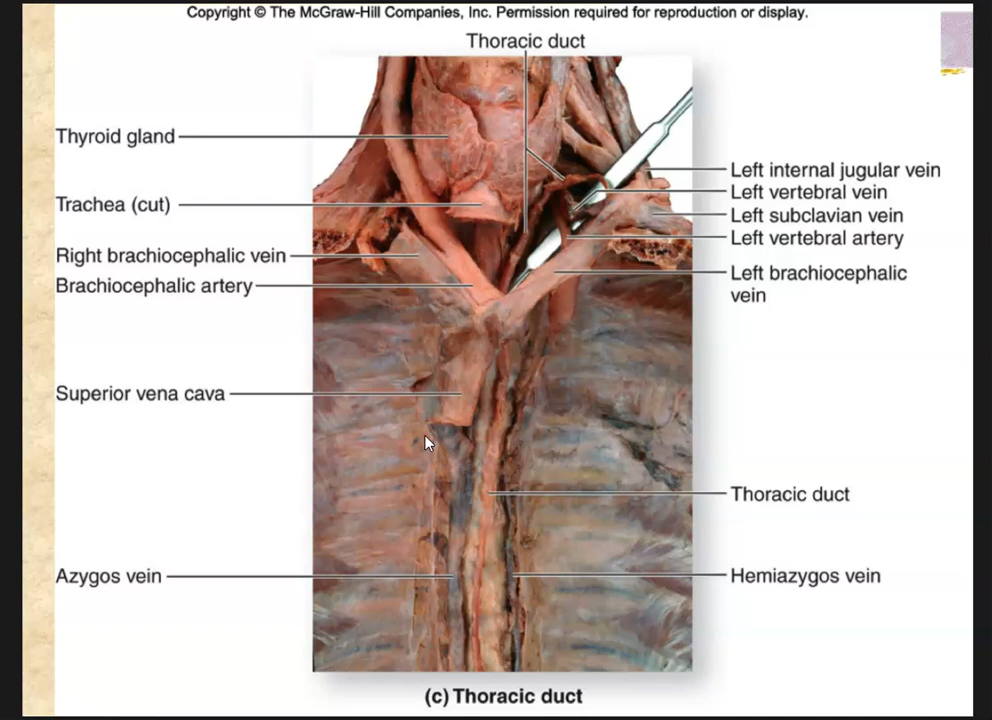 Copyright © The McGraw-Hill Companies, Inc. Permission required for reproduction or display.
Thoracic duct
Thyroid gland
Trachea (cut)
Right brachiocephalic vein
Brachiocephalic artery
Superior vena cava
Azygos vein
Left internal jugular vein
Left vertebral vein
Left subclavian vein
Left vertebral artery
Left brachiocephalic
vein
Thoracic duct
Hemiazygos vein
(c) Thoracic duct